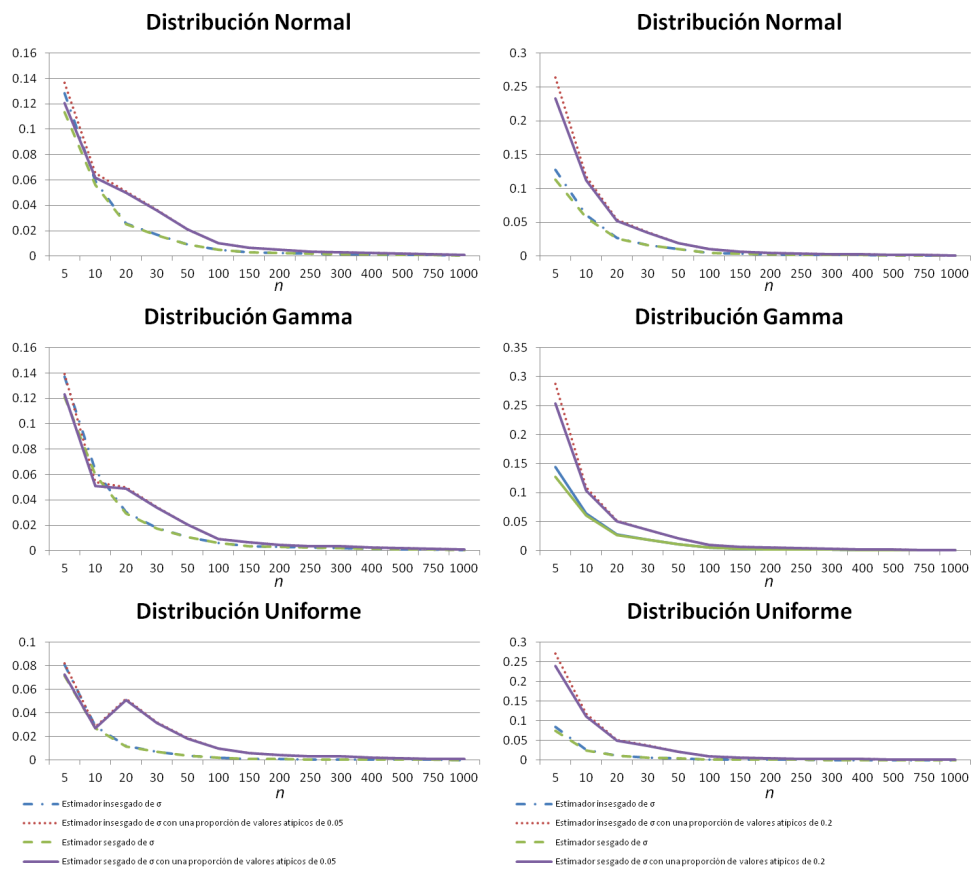 Distribución Normal
0.16
0.14
0.12
0.1
0.08
0.06
0.04
0.02
0
5 10 20 30 50 100 150 200 250 300 400 500 750 1000
n
Distribución Normal
0.3
0.25
0.2
0.15
0.1
0.05
0
5 10 20 30 50 100 150 200 250 300 400 500 750 1000
n
Distribución Gamma
0.16
0.14
0.12
0.1
0.08
0.06
0.04
0.02
0
5 10 20 30 50 100 150 200 250 300 400 500 750 1000
n
Distribución Gamma
0.35
0.3
0.25
0.2
0.15
0.1
0.05
0
5 10 20 30 50 100 150 200 250 300 400 500 750 1000
n
Distribución Uniforme
0.1
0.08
0.06
0.04
0.02
0
5 10 20 30 50 100 150 200 250 300 400 500 750 1000
n
Estimador insesgado de σ
Estimador insesgado de σ con una proporción de valores atípicos de 0.05
Estimador sesgado de σ
Estimador sesgado de σ con una proporción de valores atípicos de 0.05
Distribución Uniforme
0.3
0.25
0.2
0.15
0.1
0.05
0
5 10 20 30 50 100 150 200 250 300 400 500 750 1000
n
Estimador insesgado de σ
Estimador insesgado de σ con una proporción de valores atípicos de 0.2
Estimador sesgado de σ
Estimador sesgado de σ con una proporción de valores atípicos de 0.2